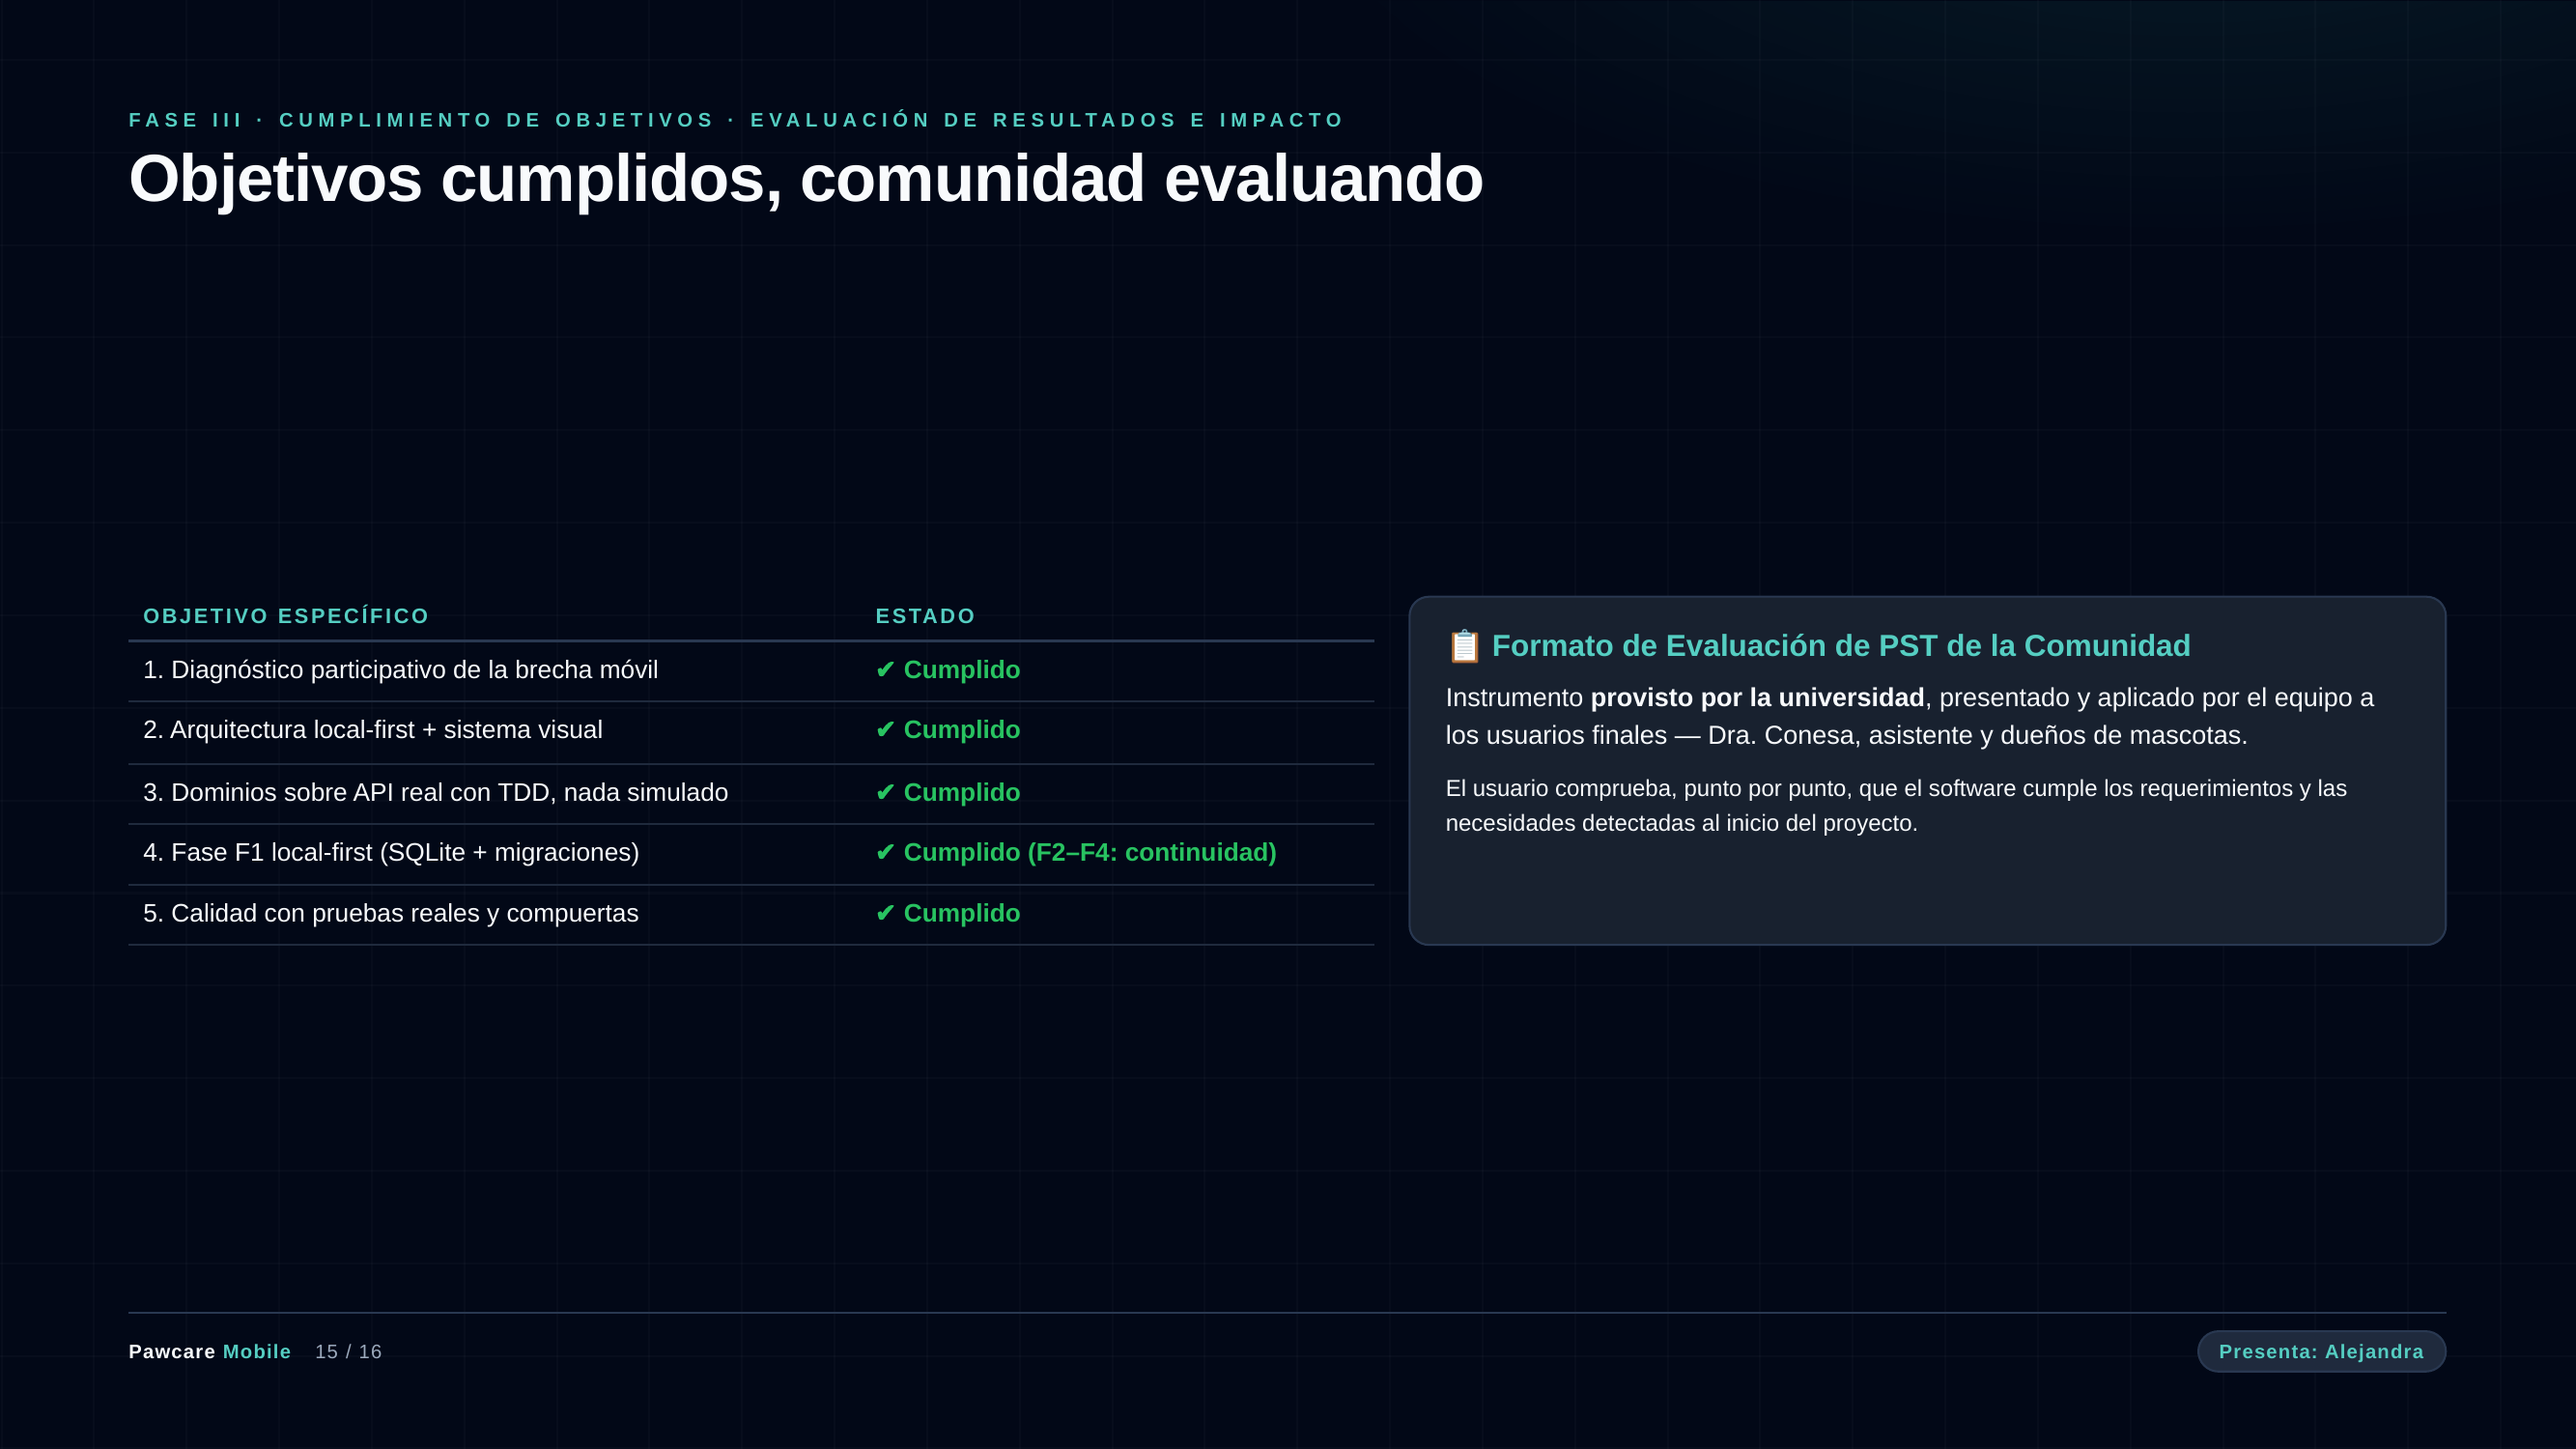 FASE III · CUMPLIMIENTO DE OBJETIVOS · EVALUACIÓN DE RESULTADOS E IMPACTO
Objetivos cumplidos, comunidad evaluando
OBJETIVO ESPECÍFICO ESTADO
1. Diagnóstico participativo de la brecha móvil ✔ Cumplido
2. Arquitectura local-first + sistema visual ✔ Cumplido
3. Dominios sobre API real con TDD, nada simulado ✔ Cumplido
4. Fase F1 local-first (SQLite + migraciones) ✔ Cumplido (F2–F4: continuidad)
5. Calidad con pruebas reales y compuertas ✔ Cumplido
📋 Formato de Evaluación de PST de la Comunidad
Instrumento provisto por la universidad, presentado y aplicado por el equipo a
los usuarios finales — Dra. Conesa, asistente y dueños de mascotas.
El usuario comprueba, punto por punto, que el software cumple los requerimientos y las
necesidades detectadas al inicio del proyecto.
Pawcare Mobile 15 / 16
Presenta: Alejandra